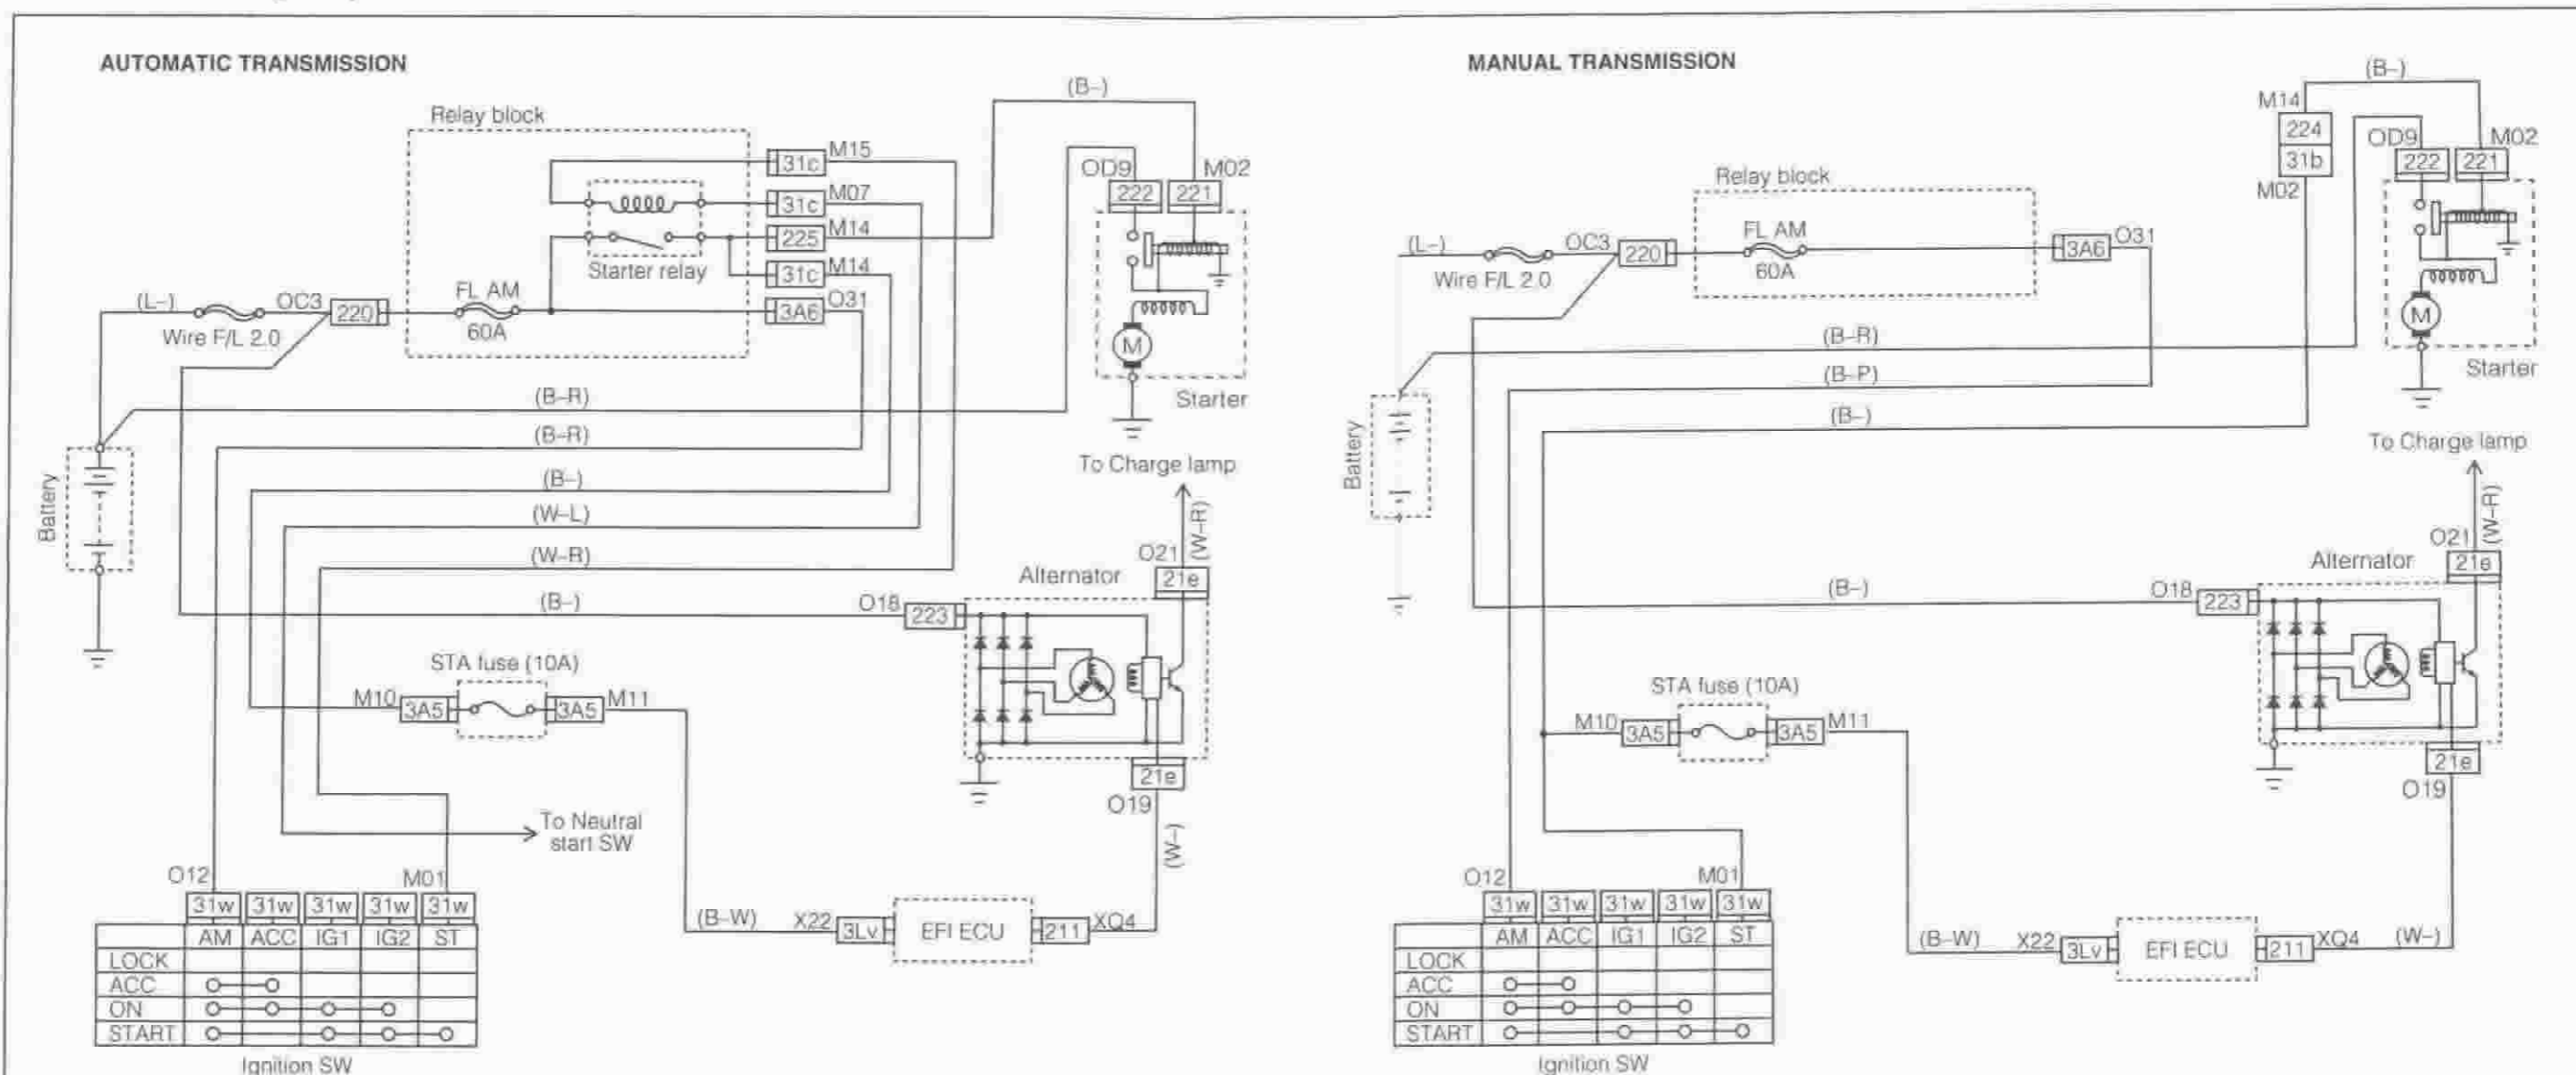 AUTOMATIC TRANSMISSION
Relay block
31c M15
31c M07
225 M14
31c M14
3A6 O31
Starter relay
(L–)
Wire F/L 2.0
OC3
220
FL AM
60A
(B–)
OD9
222
M02
221
M
Starter
(B–R)
(B–R)
(B–)
(W–L)
(W–R)
(B–)
Battery
To Charge lamp
(W–R)
O21
21e
Alternator
O18
223
21e
O19
(W–)
STA fuse (10A)
M10
3A5
3A5
M11
To Neutral
start SW
O12
M01
31w 31w 31w 31w 31w
AM ACC IG1 IG2 ST
LOCK
ACC
ON
START
Ignition SW
(B–W)
X22
3Lv
EFI ECU
211
XQ4
MANUAL TRANSMISSION
(B–)
M14
224
31b
M02
OD9
222
M02
221
M
Starter
Relay block
(L–)
Wire F/L 2.0
OC3
220
FL AM
60A
3A6
O31
(B–R)
(B–P)
(B–)
Battery
To Charge lamp
(W–R)
O21
21e
Alternator
(B–)
O18
223
21e
O19
STA fuse (10A)
M10
3A5
3A5
M11
O12
M01
31w 31w 31w 31w 31w
AM ACC IG1 IG2 ST
LOCK
ACC
ON
START
Ignition SW
(B–W)
X22
3Lv
EFI ECU
211
XQ4
(W–)